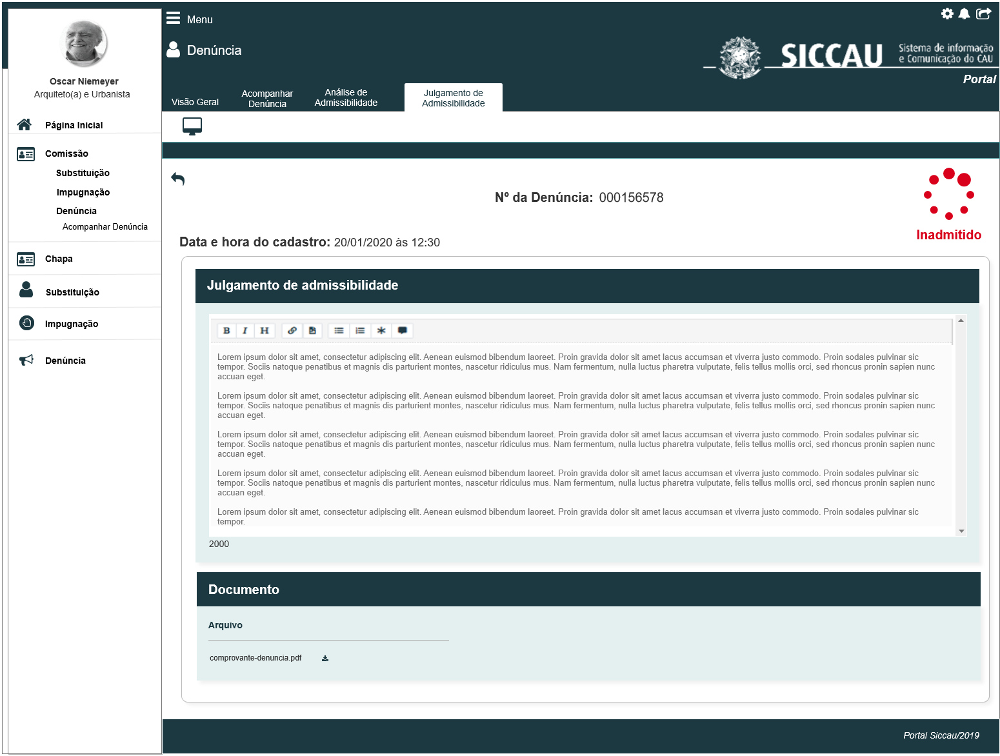 Menu
Denúncia
SICCAU
Sistema de informação
e Comunicação do CAU
Portal
Visão Geral
Acompanhar
Denúncia
Análise de
Admissibilidade
Julgamento de
Admissibilidade
Oscar Niemeyer
Arquiteto(a) e Urbanista
Página Inicial
Comissão
Substituição
Impugnação
Denúncia
Acompanhar Denúncia
Chapa
Substituição
Impugnação
Denúncia
Nº da Denúncia: 000156578
Inadmitido
Data e hora do cadastro: 20/01/2020 às 12:30
Julgamento de admissibilidade
B I H
Lorem ipsum dolor sit amet, consectetur adipiscing elit. Aenean euismod bibendum laoreet. Proin gravida dolor sit amet lacus accumsan et viverra justo commodo. Proin sodales pulvinar sic
tempor. Sociis natoque penatibus et magnis dis parturient montes, nascetur ridiculus mus. Nam fermentum, nulla luctus pharetra vulputate, felis tellus mollis orci, sed rhoncus pronin sapien nunc
accuan eget.
Lorem ipsum dolor sit amet, consectetur adipiscing elit. Aenean euismod bibendum laoreet. Proin gravida dolor sit amet lacus accumsan et viverra justo commodo. Proin sodales pulvinar sic
tempor. Sociis natoque penatibus et magnis dis parturient montes, nascetur ridiculus mus. Nam fermentum, nulla luctus pharetra vulputate, felis tellus mollis orci, sed rhoncus pronin sapien nunc
accuan eget.
Lorem ipsum dolor sit amet, consectetur adipiscing elit. Aenean euismod bibendum laoreet. Proin gravida dolor sit amet lacus accumsan et viverra justo commodo. Proin sodales pulvinar sic
tempor. Sociis natoque penatibus et magnis dis parturient montes, nascetur ridiculus mus. Nam fermentum, nulla luctus pharetra vulputate, felis tellus mollis orci, sed rhoncus pronin sapien nunc
accuan eget.
Lorem ipsum dolor sit amet, consectetur adipiscing elit. Aenean euismod bibendum laoreet. Proin gravida dolor sit amet lacus accumsan et viverra justo commodo. Proin sodales pulvinar sic
tempor. Sociis natoque penatibus et magnis dis parturient montes, nascetur ridiculus mus. Nam fermentum, nulla luctus pharetra vulputate, felis tellus mollis orci, sed rhoncus pronin sapien nunc
accuan eget.
Lorem ipsum dolor sit amet, consectetur adipiscing elit. Aenean euismod bibendum laoreet. Proin gravida dolor sit amet lacus accumsan et viverra justo commodo. Proin sodales pulvinar sic
tempor.
2000
Documento
Arquivo
comprovante-denuncia.pdf
Portal Siccau/2019